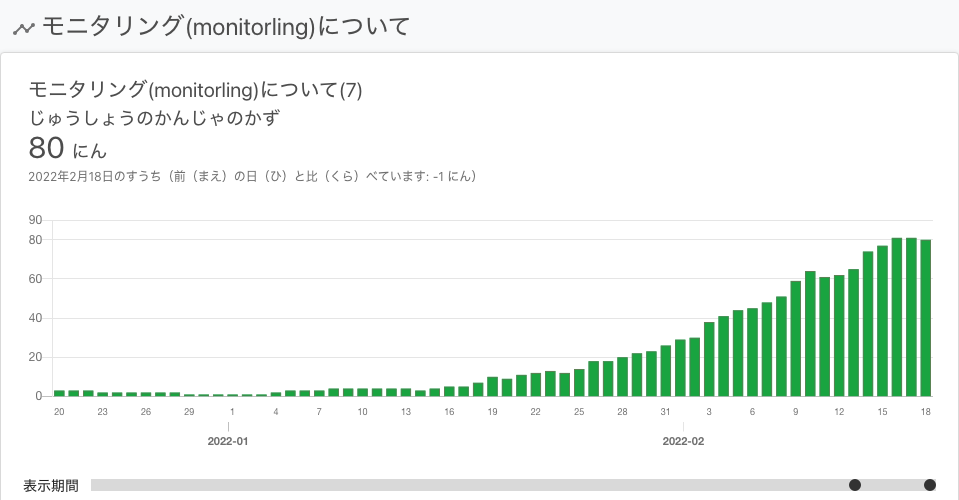 モニタリング(monitorling)について
モニタリング(monitorling)について(7)
じゅうしょうのかんじゃのかず
80 にん
2022年2月18日のすうち（前（まえ）の日（ひ）と比（くら）べています: -1 にん）
90
80
60
40
20
0
20 23 26 29 1 4 7 10 13 16 19 22 25 28 31 3 6 9 12 15 18
2022-01 2022-02
表示期間